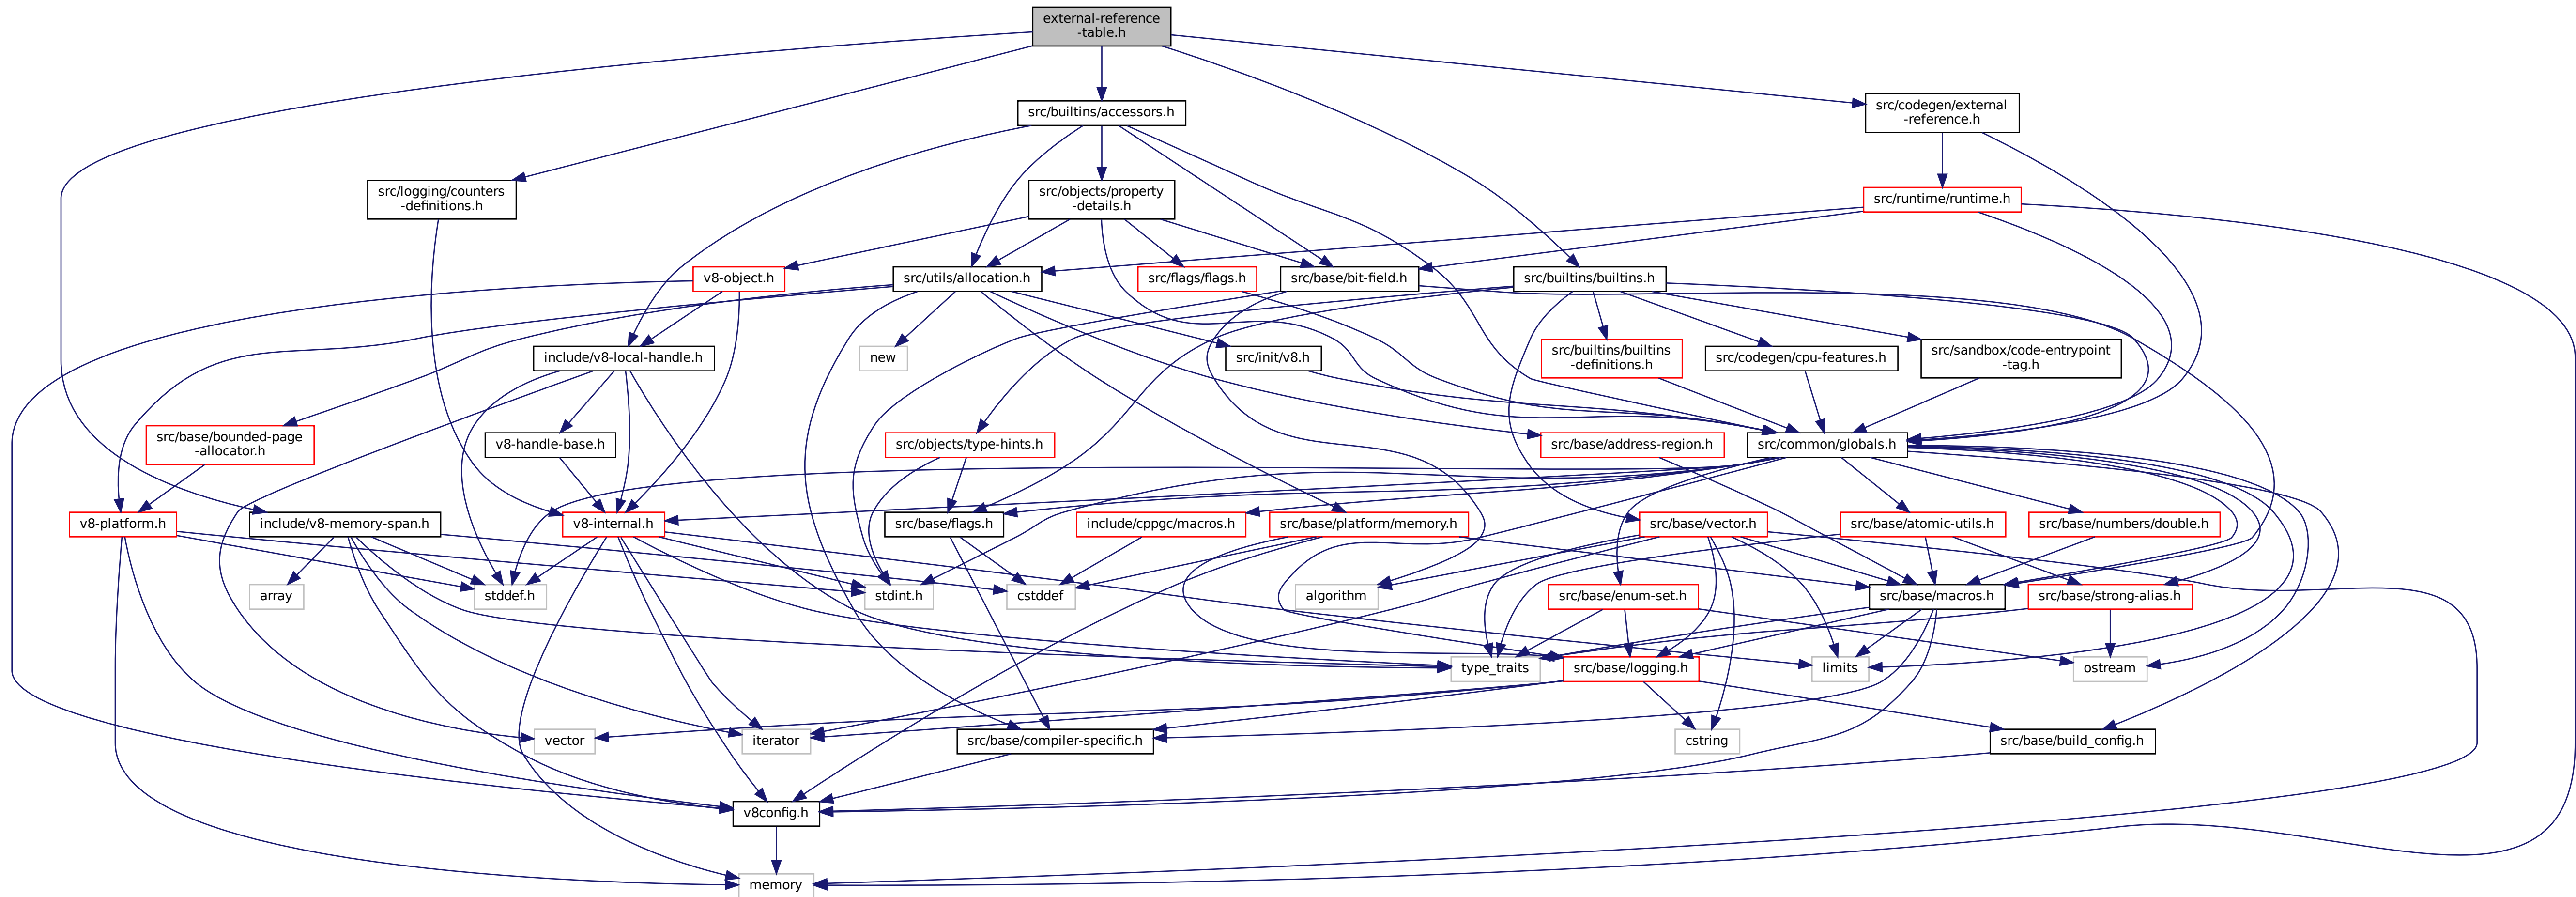 external-reference
-table.h
src/builtins/accessors.h
src/codegen/external
-reference.h
src/logging/counters
-definitions.h
src/objects/property
-details.h
src/runtime/runtime.h
v8-object.h
src/utils/allocation.h
src/flags/flags.h
src/base/bit-field.h
src/builtins/builtins.h
include/v8-local-handle.h
new
src/init/v8.h
src/builtins/builtins
-definitions.h
src/codegen/cpu-features.h
src/sandbox/code-entrypoint
-tag.h
src/base/bounded-page
-allocator.h
v8-handle-base.h
src/objects/type-hints.h
src/base/address-region.h
src/common/globals.h
v8-platform.h
include/v8-memory-span.h
v8-internal.h
src/base/flags.h
include/cppgc/macros.h
src/base/platform/memory.h
src/base/vector.h
src/base/atomic-utils.h
src/base/numbers/double.h
array
stddef.h
stdint.h
cstddef
algorithm
src/base/enum-set.h
src/base/macros.h
src/base/strong-alias.h
type_traits
src/base/logging.h
limits
ostream
vector
iterator
src/base/compiler-specific.h
cstring
src/base/build_config.h
v8config.h
memory